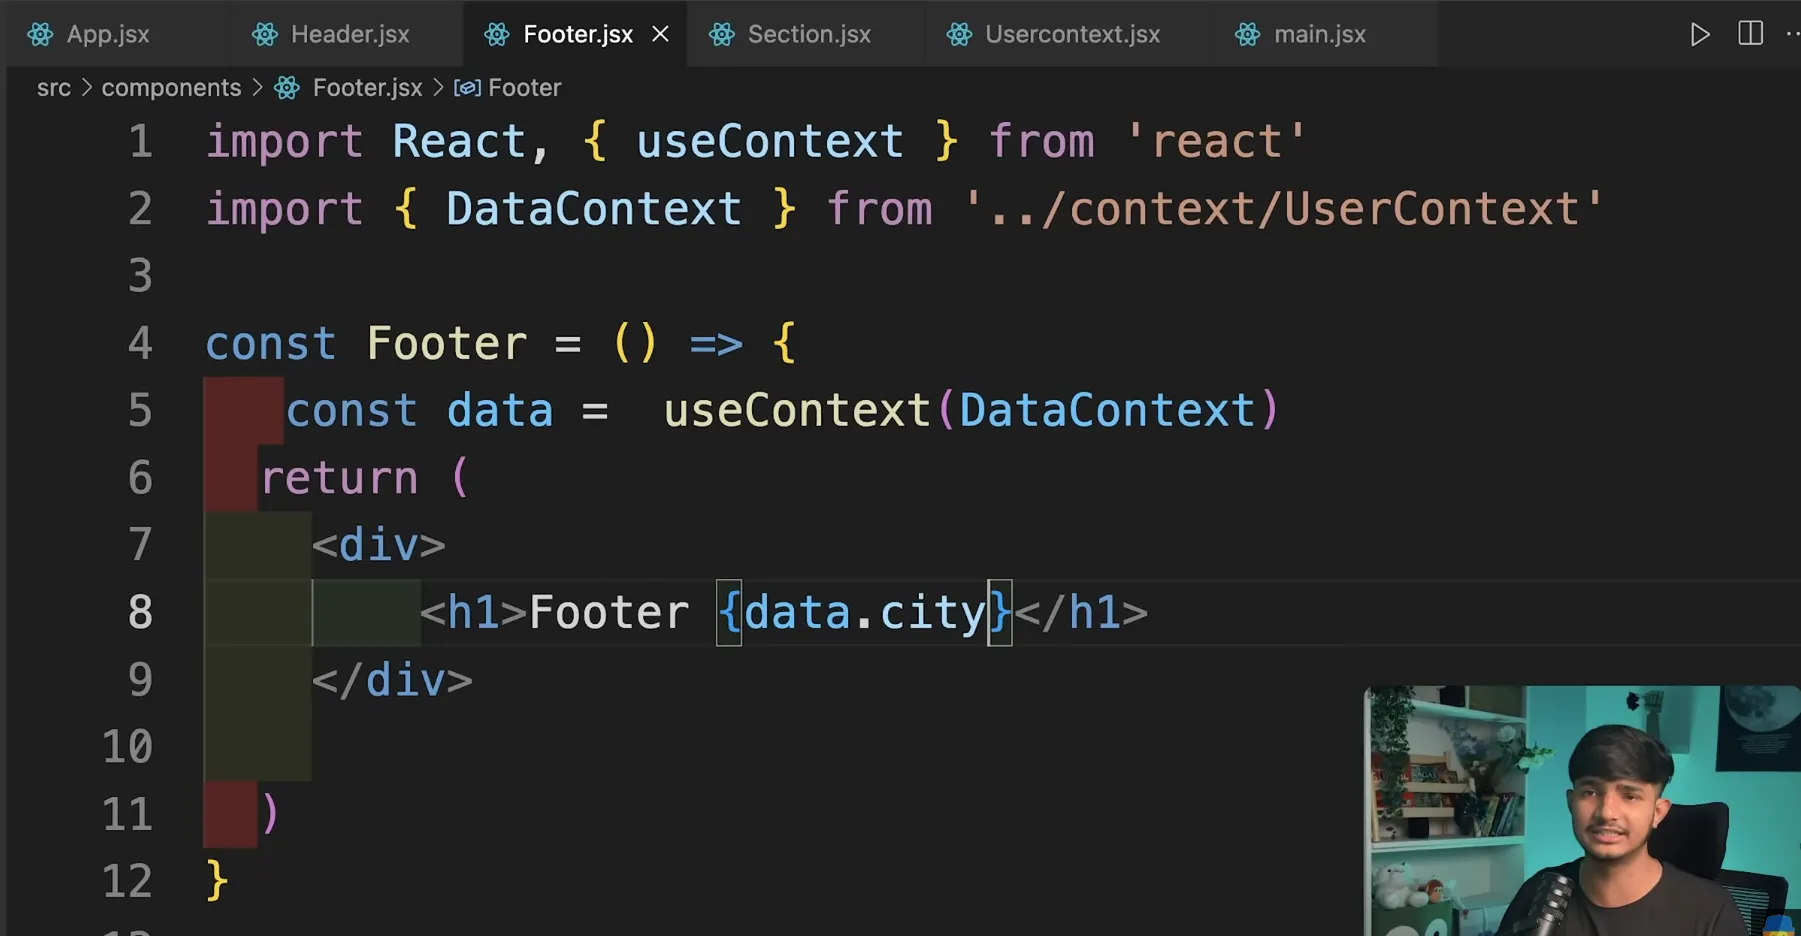 App.jsx Header.jsx Footer.jsx Section.jsx Usercontext.jsx main.jsx
src > components > Footer.jsx > Footer
1 import React, { useContext } from 'react'
2 import { DataContext } from '../context/UserContext'
3
4 const Footer = () => {
5 const data = useContext(DataContext)
6 return (
7 <div>
8 <h1>Footer {data.city}</h1>
9 </div>
10
11 )
12 }